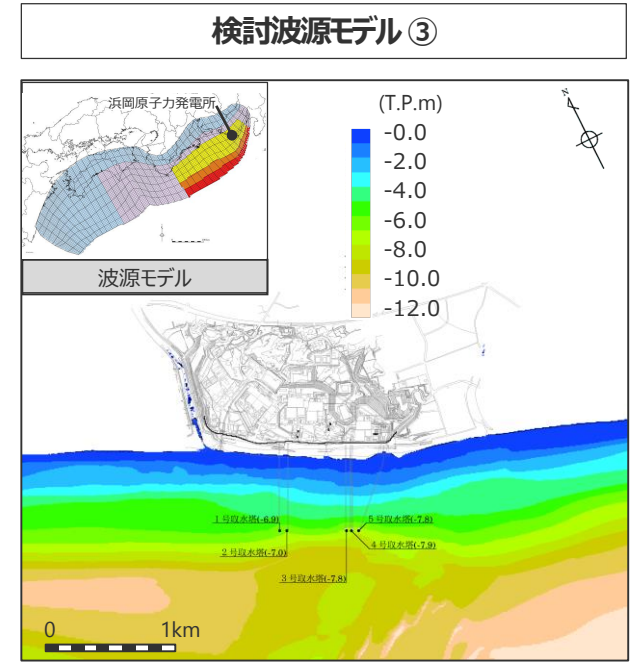 検討波源モデル③
浜岡原子力発電所
波源モデル
(T.P.m)
-0.0
-2.0
-4.0
-6.0
-8.0
-10.0
-12.0
N
1号取水塔(-6.9)
2号取水塔(-7.0)
3号取水塔(-7.8)
5号取水塔(-7.8)
4号取水塔(-7.9)
0 1km